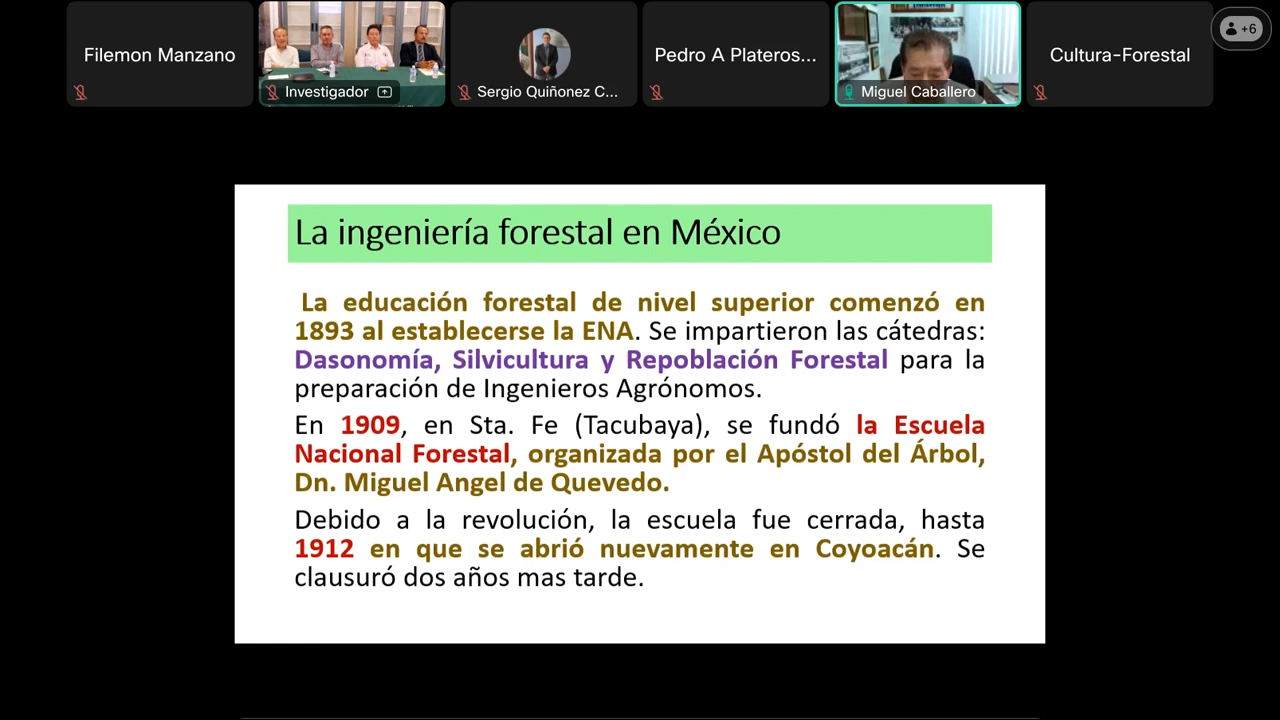 Filemon Manzano
Investigador
Sergio Quiñonez C...
Pedro A Plateros...
Miguel Caballero
Cultura-Forestal
+6
La ingeniería forestal en México
La educación forestal de nivel superior comenzó en
1893 al establecerse la ENA. Se impartieron las cátedras:
Dasonomía, Silvicultura y Repoblación Forestal para la
preparación de Ingenieros Agrónomos.
En 1909, en Sta. Fe (Tacubaya), se fundó la Escuela
Nacional Forestal, organizada por el Apóstol del Árbol,
Dn. Miguel Angel de Quevedo.
Debido a la revolución, la escuela fue cerrada, hasta
1912 en que se abrió nuevamente en Coyoacán. Se
clausuró dos años mas tarde.